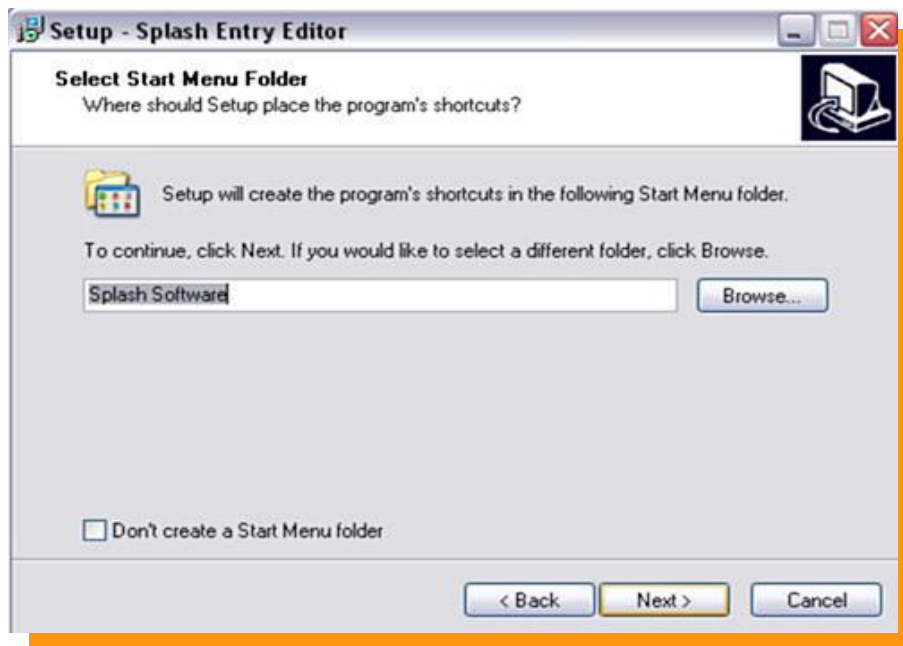 Setup - Splash Entry Editor
Select Start Menu Folder
Where should Setup place the program's shortcuts?
Setup will create the program's shortcuts in the following Start Menu folder.
To continue, click Next. If you would like to select a different folder, click Browse.
Splash Software
Browse...
Don't create a Start Menu folder
< Back
Next >
Cancel